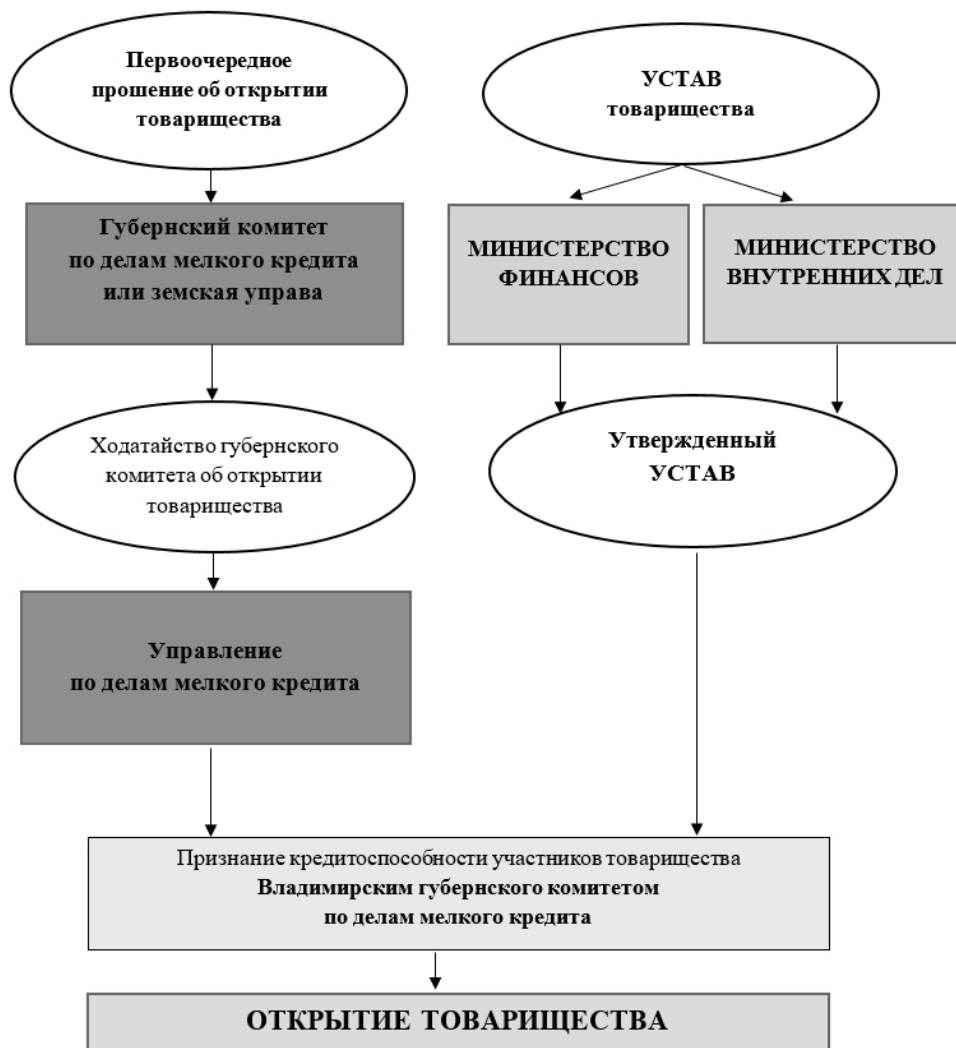 Первоочередное
прошение об открытии
товарищества
УСТАВ
товарищества
Губернский комитет
по делам мелкого кредита
или земская управа
МИНИСТЕРСТВО
ФИНАНСОВ
МИНИСТЕРСТВО
ВНУТРЕННИХ ДЕЛ
Ходатайство губернского
комитета об открытии
товарищества
Утвержденный
УСТАВ
Управление
по делам мелкого кредита
Признание кредитоспособности участников товарищества
Владимирским губернского комитетом
по делам мелкого кредита
ОТКРЫТИЕ ТОВАРИЩЕСТВА